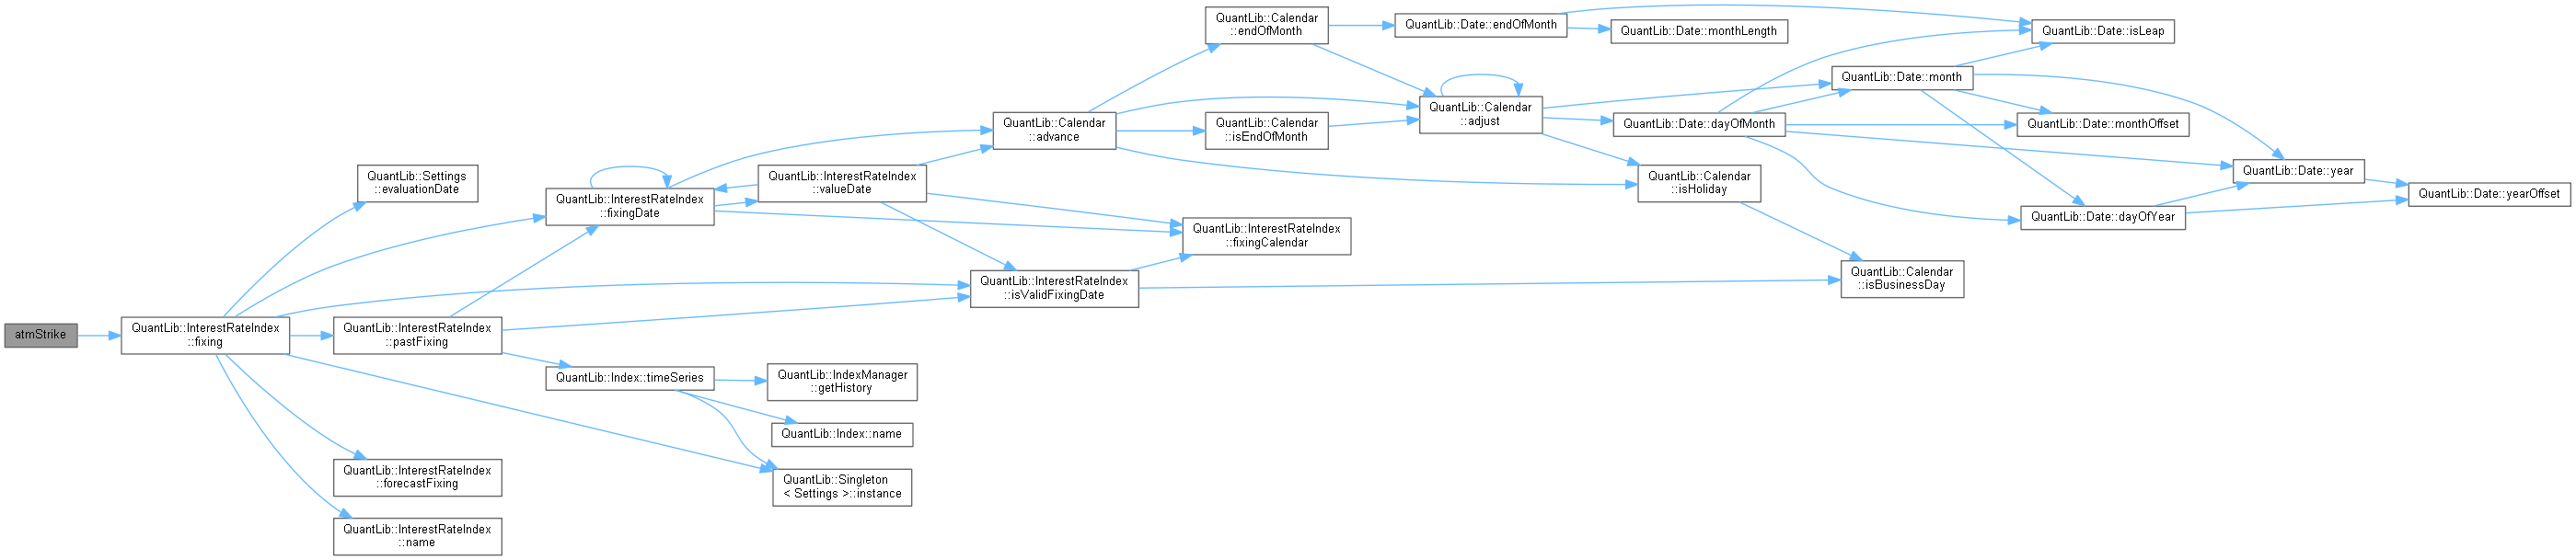 atmStrike
QuantLib::InterestRateIndex
::fixing
QuantLib::Settings
::evaluationDate
QuantLib::InterestRateIndex
::fixingDate
QuantLib::InterestRateIndex
::pastFixing
QuantLib::InterestRateIndex
::forecastFixing
QuantLib::InterestRateIndex
::name
QuantLib::Index::timeSeries
QuantLib::InterestRateIndex
::valueDate
QuantLib::IndexManager
::getHistory
QuantLib::Index::name
QuantLib::Singleton
< Settings >::instance
QuantLib::Calendar
::advance
QuantLib::InterestRateIndex
::isValidFixingDate
QuantLib::Calendar
::endOfMonth
QuantLib::Calendar
::isEndOfMonth
QuantLib::InterestRateIndex
::fixingCalendar
QuantLib::Date::endOfMonth
QuantLib::Calendar
::adjust
QuantLib::Date::monthLength
QuantLib::Date::dayOfMonth
QuantLib::Calendar
::isHoliday
QuantLib::Date::month
QuantLib::Calendar
::isBusinessDay
QuantLib::Date::isLeap
QuantLib::Date::monthOffset
QuantLib::Date::dayOfYear
QuantLib::Date::year
QuantLib::Date::yearOffset